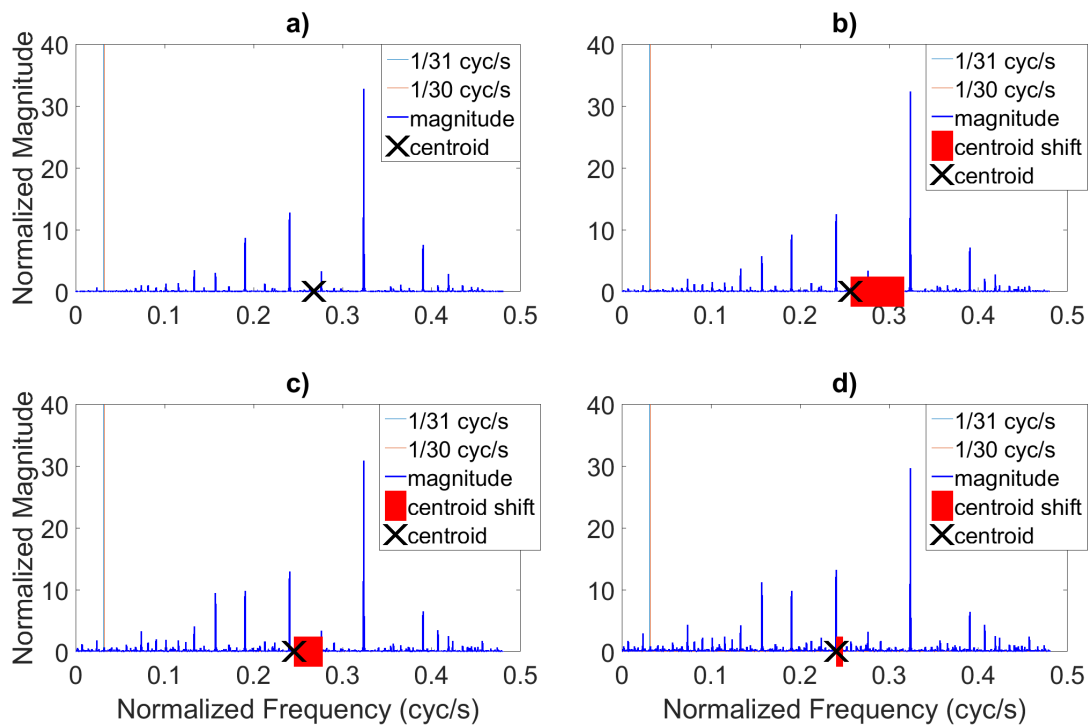 a)
Normalized Magnitude
40
30
20
10
0
0 0.1 0.2 0.3 0.4 0.5
1/31 cyc/s
1/30 cyc/s
magnitude
centroid
b)
40
30
20
10
0
0 0.1 0.2 0.3 0.4 0.5
1/31 cyc/s
1/30 cyc/s
magnitude
centroid shift
centroid
c)
Normalized Magnitude
40
30
20
10
0
0 0.1 0.2 0.3 0.4 0.5
Normalized Frequency (cyc/s)
1/31 cyc/s
1/30 cyc/s
magnitude
centroid shift
centroid
d)
40
30
20
10
0
0 0.1 0.2 0.3 0.4 0.5
Normalized Frequency (cyc/s)
1/31 cyc/s
1/30 cyc/s
magnitude
centroid shift
centroid